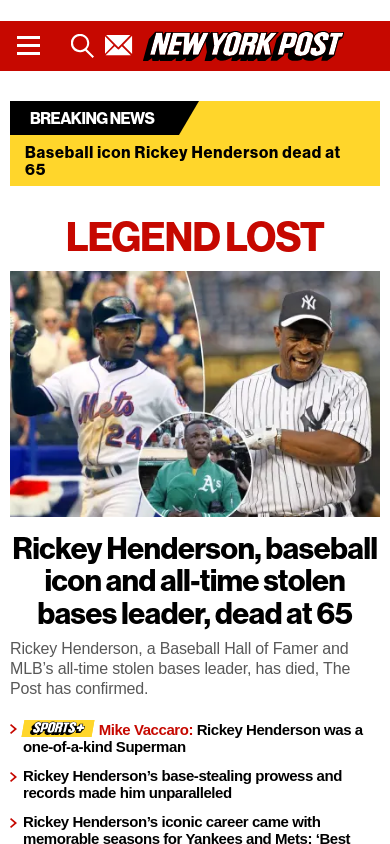 NEW YORK POST
BREAKING NEWS
Baseball icon Rickey Henderson dead at
65
LEGEND LOST
Mets
24
A's
Rickey Henderson, baseball
icon and all-time stolen
bases leader, dead at 65
Rickey Henderson, a Baseball Hall of Famer and
MLB’s all-time stolen bases leader, has died, The
Post has confirmed.
SPORTS+ Mike Vaccaro: Rickey Henderson was a
one-of-a-kind Superman
Rickey Henderson’s base-stealing prowess and
records made him unparalleled
Rickey Henderson’s iconic career came with
memorable seasons for Yankees and Mets: ‘Best